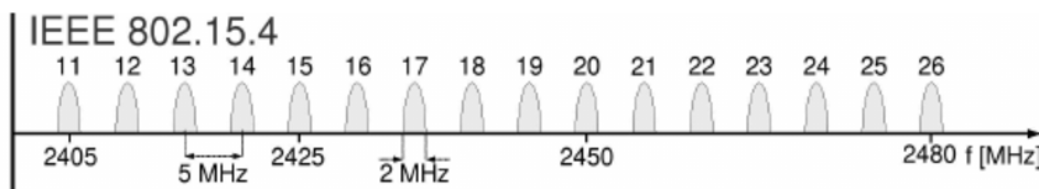 IEEE 802.15.4
11 12 13 14 15 16 17 18 19 20 21 22 23 24 25 26
2405 2425 2450 2480 f [MHz]
5 MHz 2 MHz